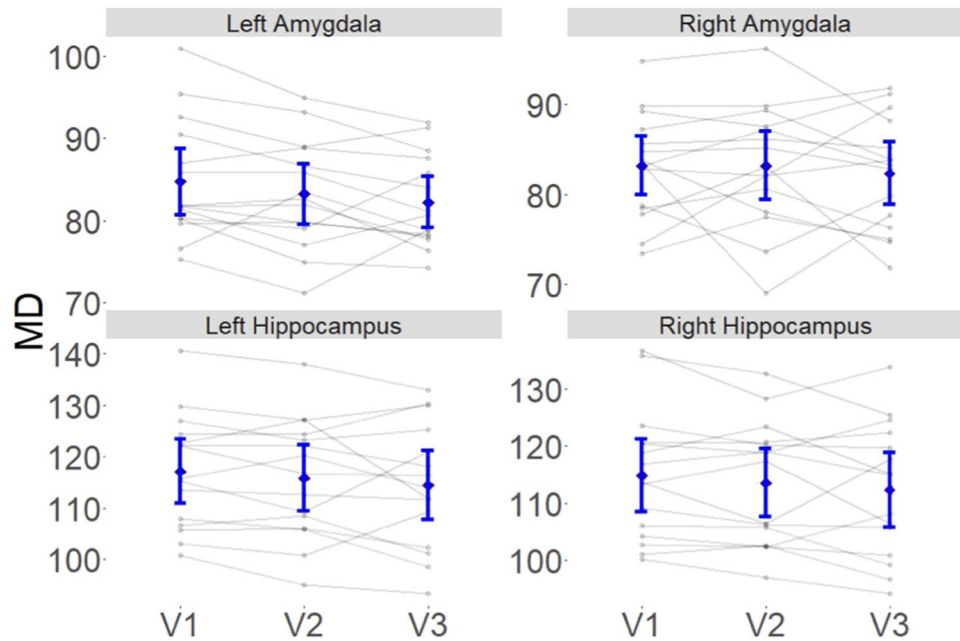 Left Amygdala
Right Amygdala
100
90
80
70
90
80
70
MD
Left Hippocampus
Right Hippocampus
140
130
120
110
100
130
120
110
100
V1 V2 V3
V1 V2 V3